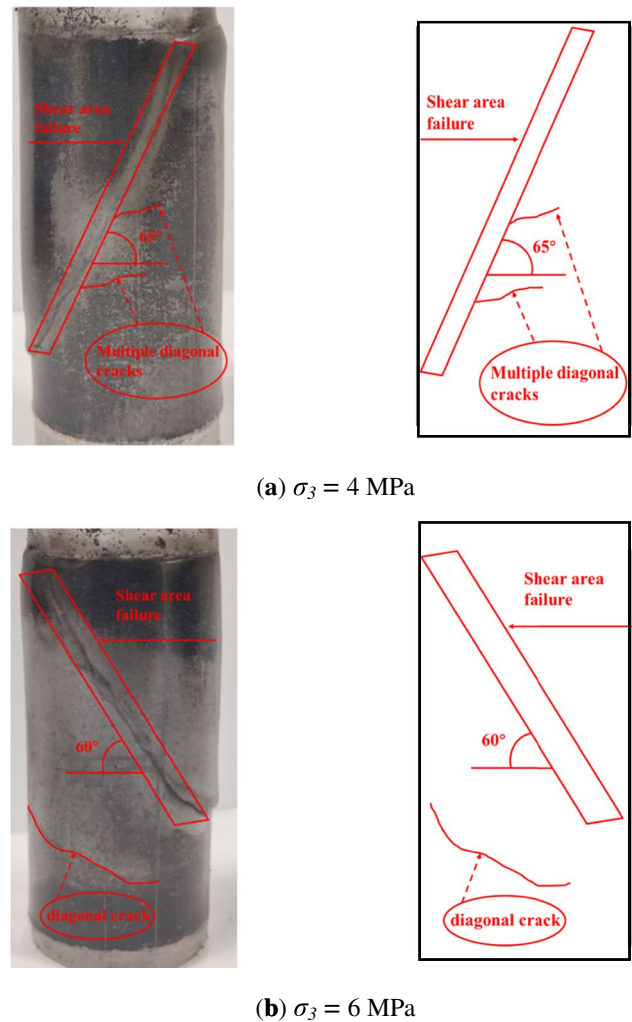 Shear area
failure
65°
Multiple diagonal
cracks
Shear area
failure
65°
Multiple diagonal
cracks
(a) σ3 = 4 MPa
Shear area
failure
60°
diagonal crack
Shear area
failure
60°
diagonal crack
(b) σ3 = 6 MPa